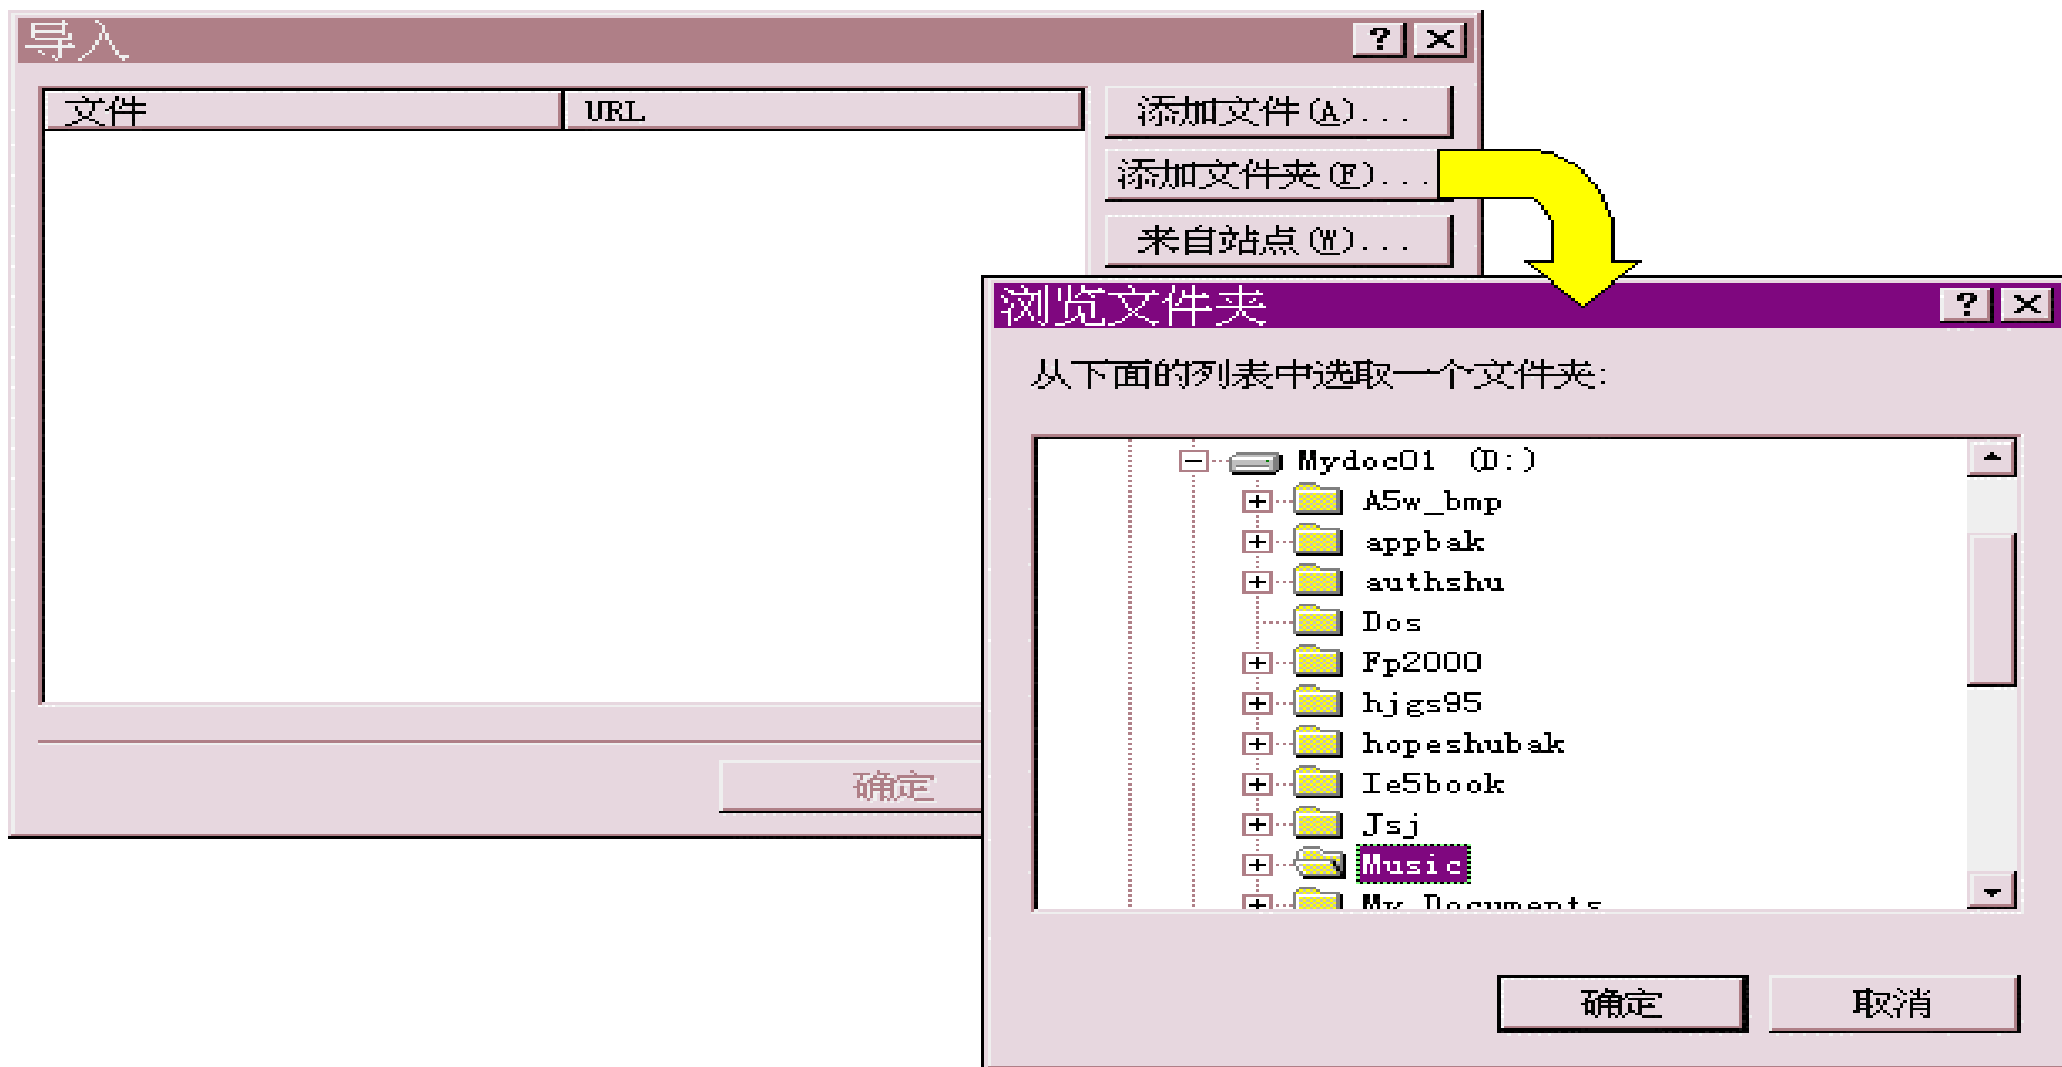 导入
文件 URL
添加文件(A)...
添加文件夹(F)...
来自站点(W)...
确定
浏览文件夹
从下面的列表中选取一个文件夹:
Mydoc01 (D:)
A5w_bmp
appbak
authshu
Dos
Fp2000
hjgs95
hopeshubak
Ie5book
Jsj
Music
My Documents
确定 取消